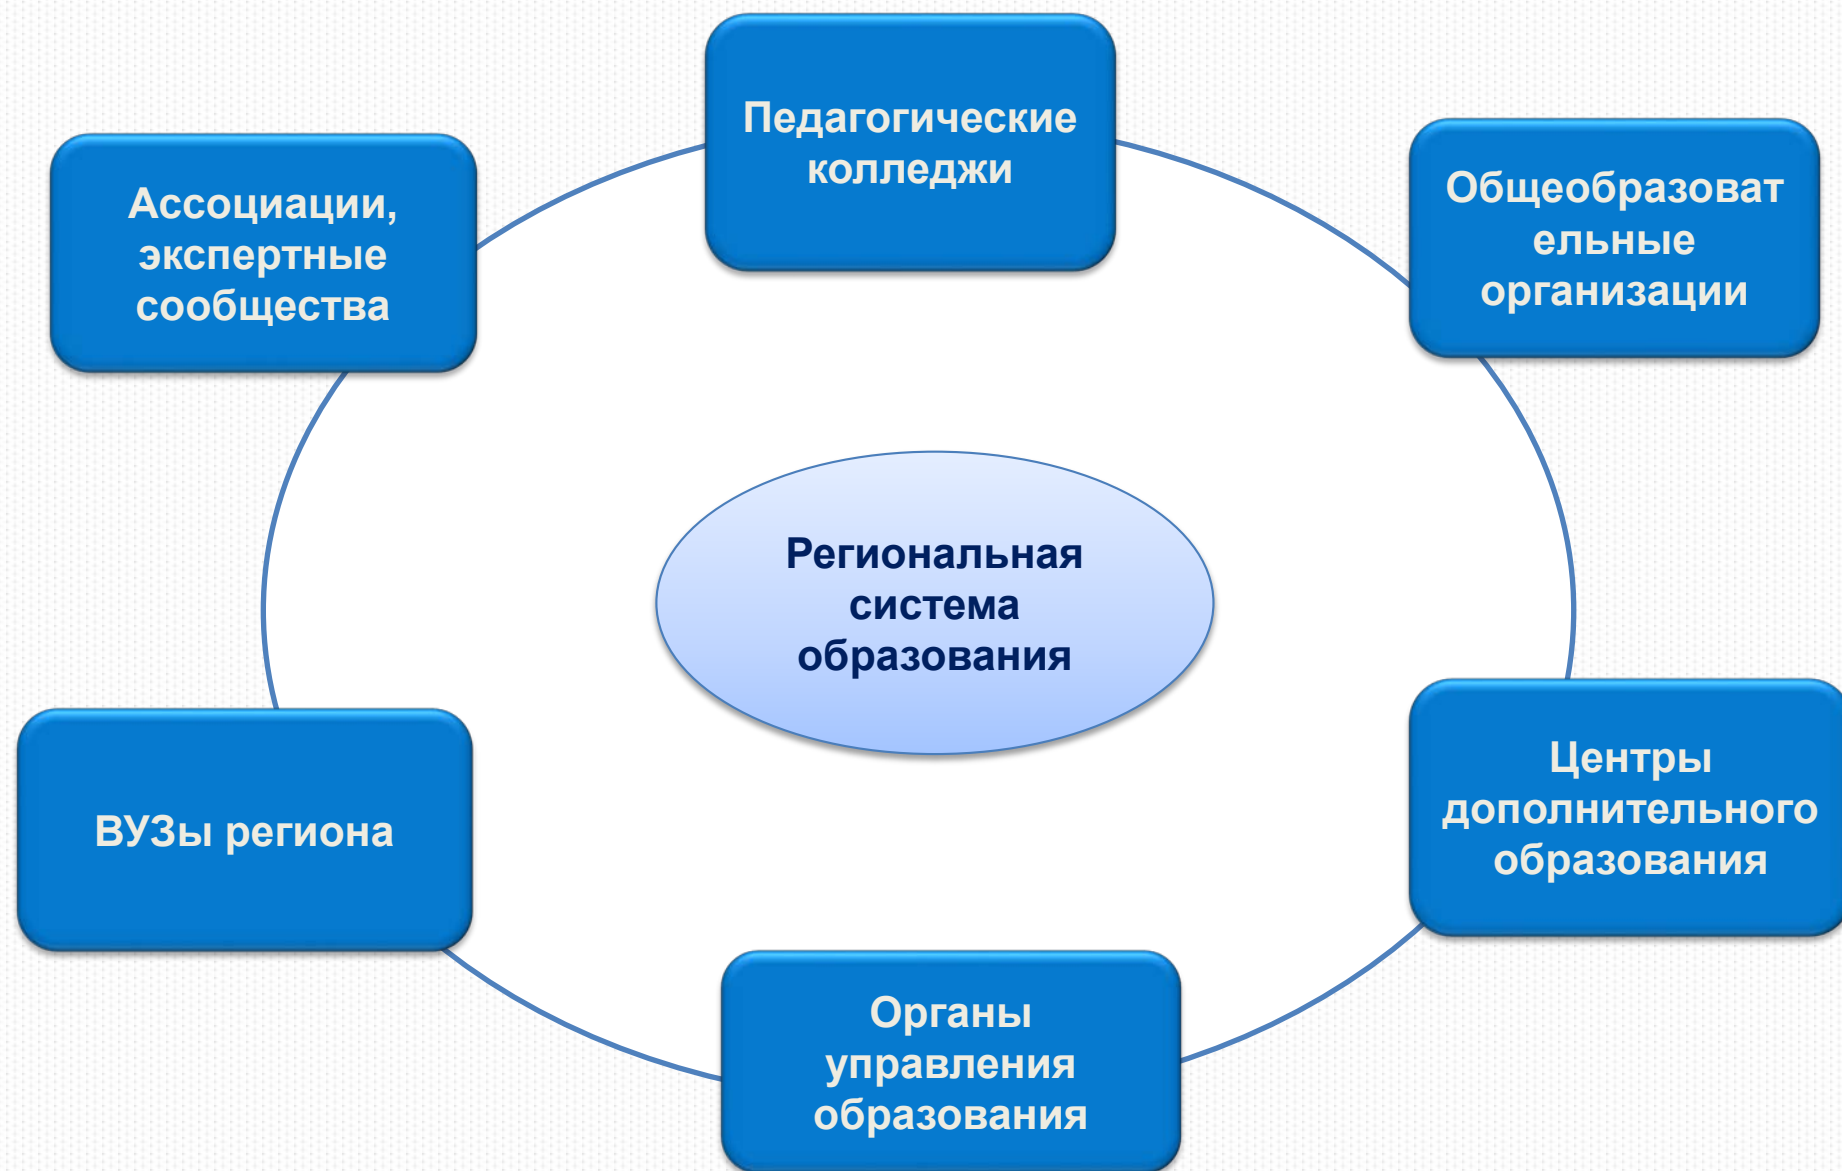 Педагогические
колледжи
Ассоциации,
экспертные
сообщества
Общеобразоват
ельные
организации
Региональная
система
образования
ВУЗы региона
Центры
дополнительного
образования
Органы
управления
образования